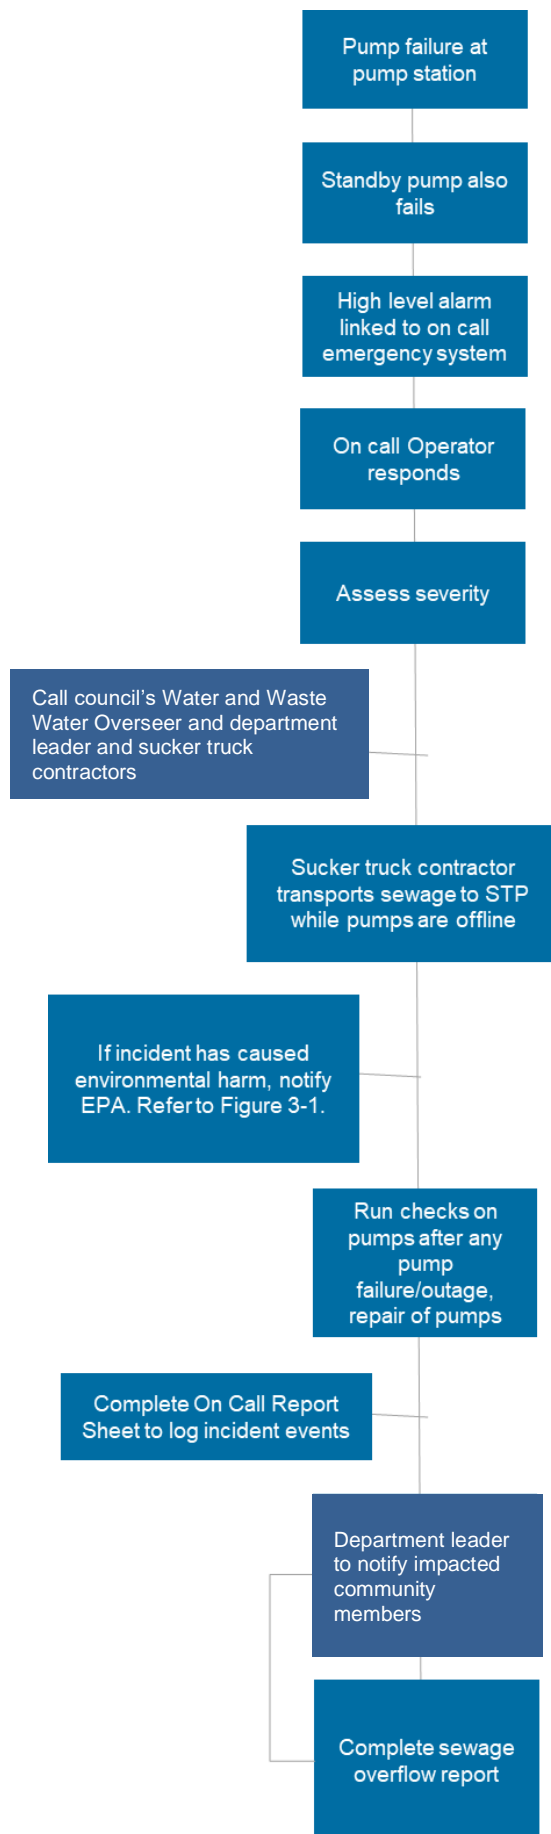 Pump failure at
pump station
Standby pump also
fails
High level alarm
linked to on call
emergency system
On call Operator
responds
Assess severity
Call council’s Water and Waste
Water Overseer and department
leader and sucker truck
contractors
Sucker truck contractor
transports sewage to STP
while pumps are offline
If incident has caused
environmental harm, notify
EPA. Refer to Figure 3-1.
Run checks on
pumps after any
pump
failure/outage,
repair of pumps
Complete On Call Report
Sheet to log incident events
Department leader
to notify impacted
community
members
Complete sewage
overflow report